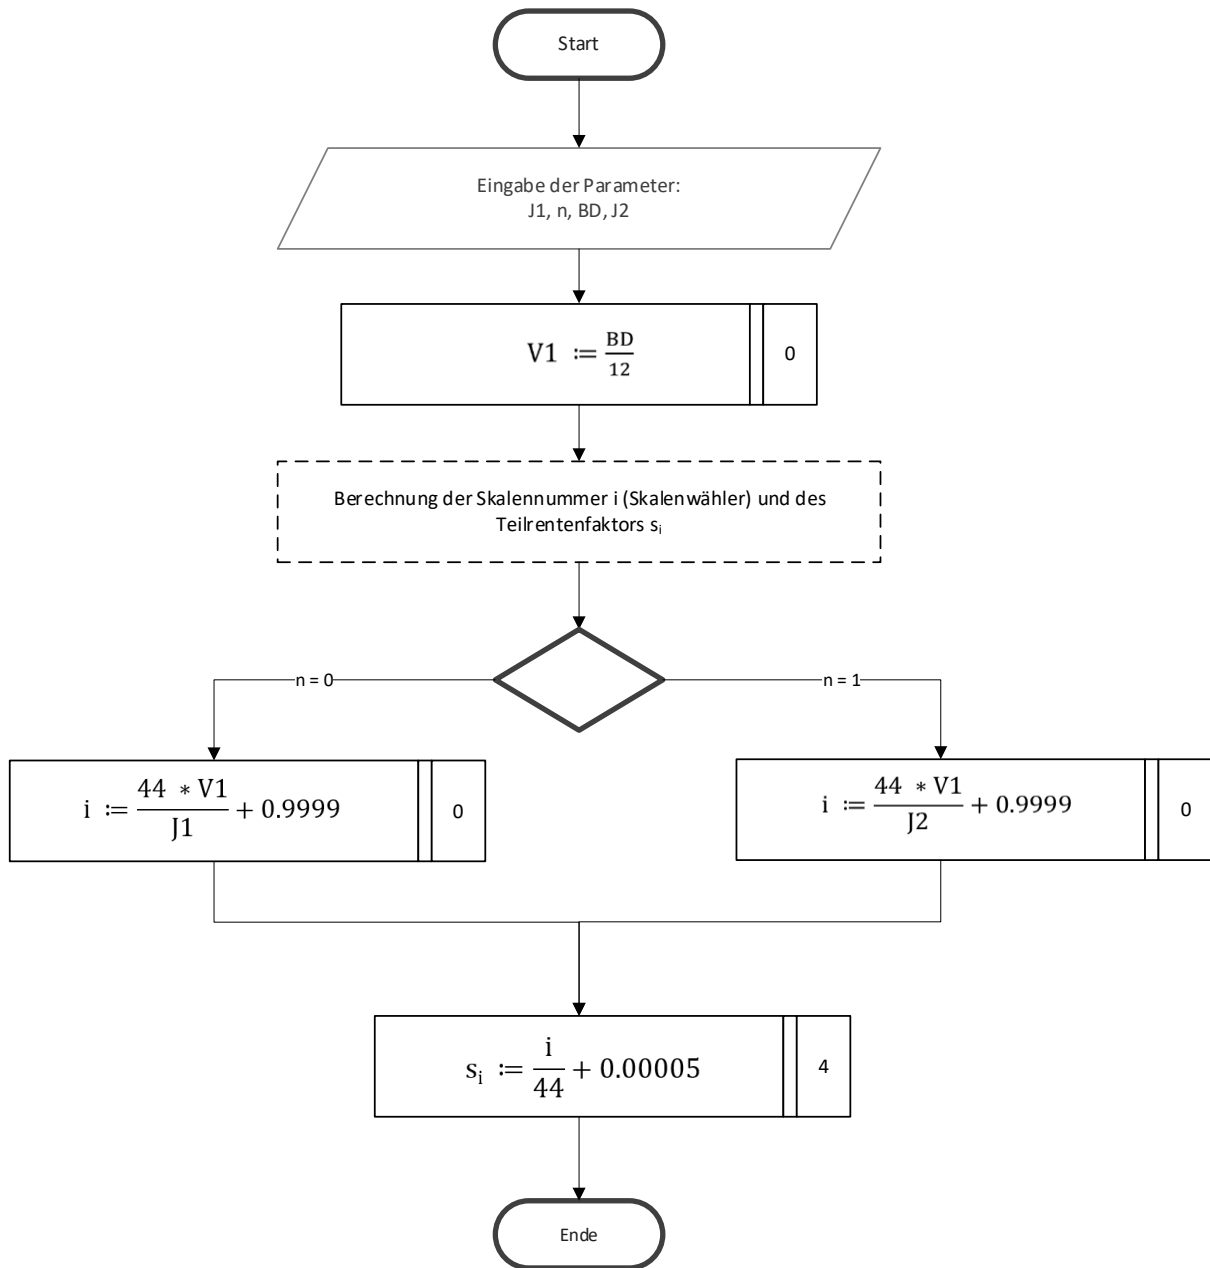 Start
Eingabe der Parameter:
J1, n, BD, J2
V1 := BD/12
0
Berechnung der Skalennummer i (Skalenwähler) und des
Teilrentenfaktors sᵢ
n = 0
n = 1
i := (44 * V1)/J1 + 0.9999
0
i := (44 * V1)/J2 + 0.9999
0
sᵢ := i/44 + 0.00005
4
Ende